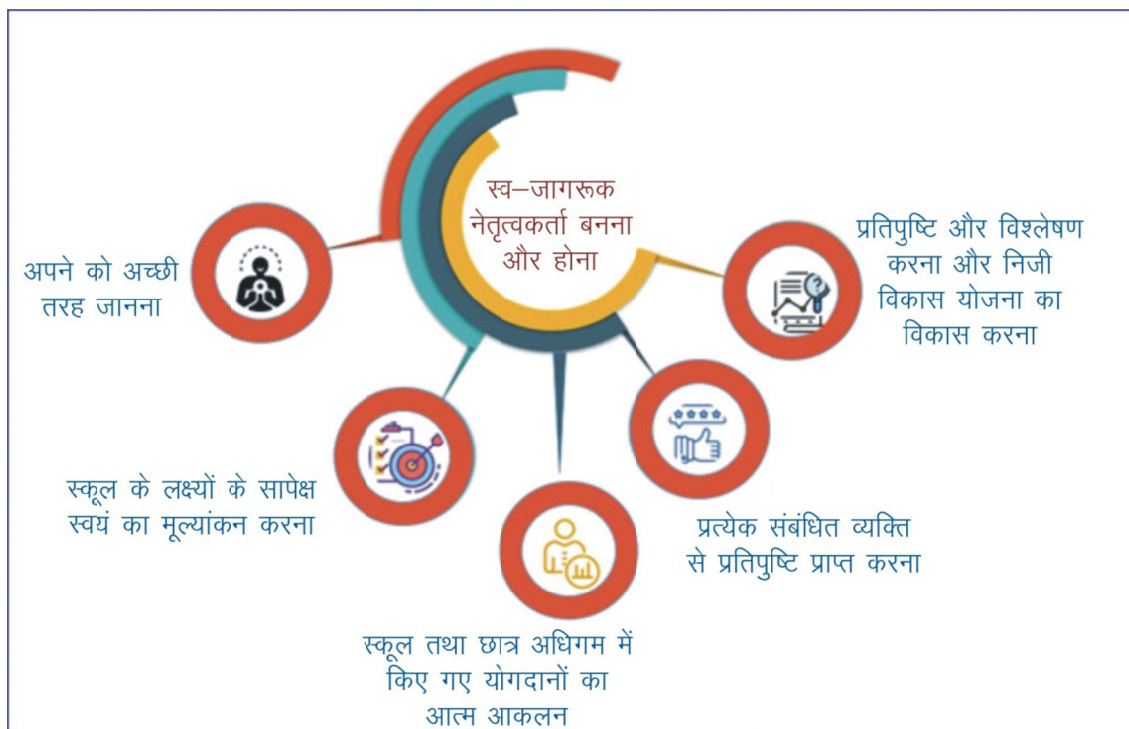 स्व–जागरूक
नेतृत्वकर्ता बनना
और होना
अपने को अच्छी
तरह जानना
स्कूल के लक्ष्यों के सापेक्ष
स्वयं का मूल्यांकन करना
स्कूल तथा छात्र अधिगम में
किए गए योगदानों का
आत्म आकलन
प्रत्येक संबंधित व्यक्ति
से प्रतिपुष्टि प्राप्त करना
प्रतिपुष्टि और विश्लेषण
करना और निजी
विकास योजना का
विकास करना